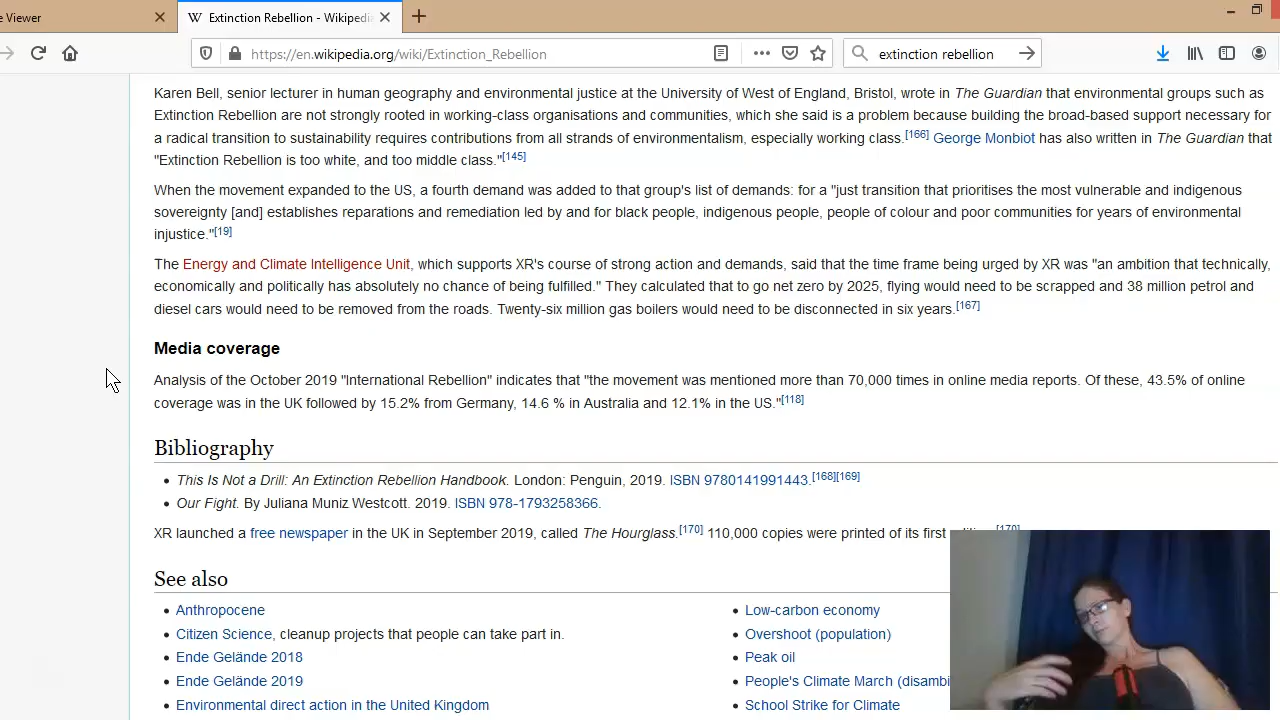 e Viewer
W Extinction Rebellion - Wikipedi
https://en.wikipedia.org/wiki/Extinction_Rebellion
extinction rebellion
Karen Bell, senior lecturer in human geography and environmental justice at the University of West of England, Bristol, wrote in The Guardian that environmental groups such as
Extinction Rebellion are not strongly rooted in working-class organisations and communities, which she said is a problem because building the broad-based support necessary for
a radical transition to sustainability requires contributions from all strands of environmentalism, especially working class.[166] George Monbiot has also written in The Guardian that
"Extinction Rebellion is too white, and too middle class."[145]
When the movement expanded to the US, a fourth demand was added to that group's list of demands: for a "just transition that prioritises the most vulnerable and indigenous
sovereignty [and] establishes reparations and remediation led by and for black people, indigenous people, people of colour and poor communities for years of environmental
injustice."[19]
The Energy and Climate Intelligence Unit, which supports XR's course of strong action and demands, said that the time frame being urged by XR was "an ambition that technically,
economically and politically has absolutely no chance of being fulfilled." They calculated that to go net zero by 2025, flying would need to be scrapped and 38 million petrol and
diesel cars would need to be removed from the roads. Twenty-six million gas boilers would need to be disconnected in six years.[167]
Media coverage
Analysis of the October 2019 "International Rebellion" indicates that "the movement was mentioned more than 70,000 times in online media reports. Of these, 43.5% of online
coverage was in the UK followed by 15.2% from Germany, 14.6 % in Australia and 12.1% in the US."[118]
Bibliography
This Is Not a Drill: An Extinction Rebellion Handbook. London: Penguin, 2019. ISBN 9780141991443.[168][169]
Our Fight. By Juliana Muniz Westcott. 2019. ISBN 978-1793258366.
XR launched a free newspaper in the UK in September 2019, called The Hourglass.[170] 110,000 copies were printed of its first [170]
See also
Anthropocene
Citizen Science, cleanup projects that people can take part in.
Ende Gelände 2018
Ende Gelände 2019
Environmental direct action in the United Kingdom
Low-carbon economy
Overshoot (population)
Peak oil
People's Climate March (disambi
School Strike for Climate